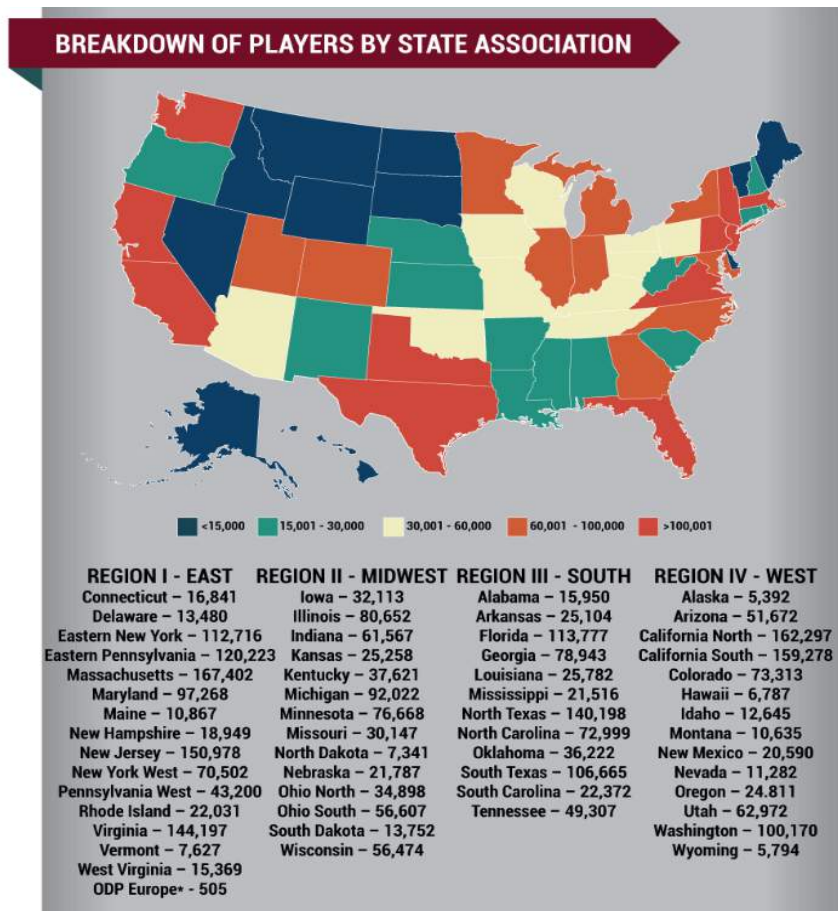 BREAKDOWN OF PLAYERS BY STATE ASSOCIATION
<15,000
15,001 - 30,000
30,001 - 60,000
60,001 - 100,000
>100,001
REGION I - EAST
Connecticut – 16,841
Delaware – 13,480
Eastern New York – 112,716
Eastern Pennsylvania – 120,223
Massachusetts – 167,402
Maryland – 97,268
Maine – 10,867
New Hampshire – 18,949
New Jersey – 150,978
New York West – 70,502
Pennsylvania West – 43,200
Rhode Island – 22,031
Virginia – 144,197
Vermont – 7,627
West Virginia – 15,369
ODP Europe* - 505
REGION II - MIDWEST
Iowa – 32,113
Illinois – 80,652
Indiana – 61,567
Kansas – 25,258
Kentucky – 37,621
Michigan – 92,022
Minnesota – 76,668
Missouri – 30,147
North Dakota – 7,341
Nebraska – 21,787
Ohio North – 34,898
Ohio South – 56,607
South Dakota – 13,752
Wisconsin – 56,474
REGION III - SOUTH
Alabama – 15,950
Arkansas – 25,104
Florida – 113,777
Georgia – 78,943
Louisiana – 25,782
Mississippi – 21,516
North Texas – 140,198
North Carolina – 72,999
Oklahoma – 36,222
South Texas – 106,665
South Carolina – 22,372
Tennessee – 49,307
REGION IV - WEST
Alaska – 5,392
Arizona – 51,672
California North – 162,297
California South – 159,278
Colorado – 73,313
Hawaii – 6,787
Idaho – 12,645
Montana – 10,635
New Mexico – 20,590
Nevada – 11,282
Oregon – 24.811
Utah – 62,972
Washington – 100,170
Wyoming – 5,794